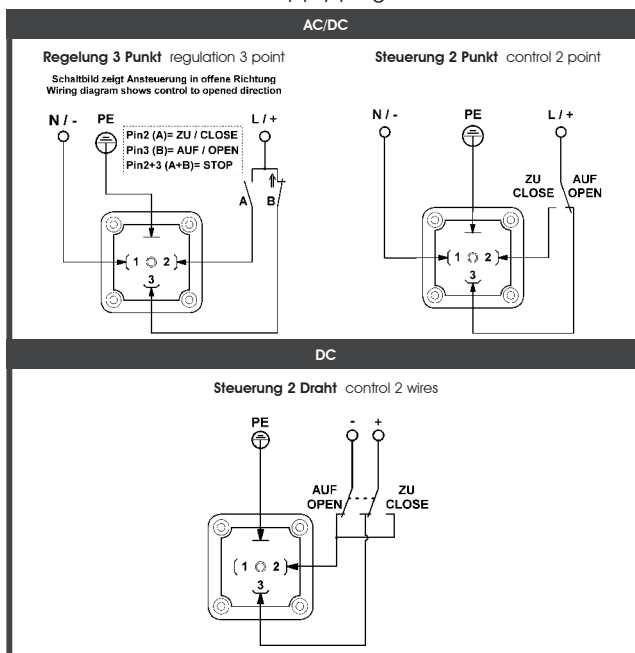 AC/DC
Regelung 3 Punkt regulation 3 point
Schaltbild zeigt Ansteuerung in offene Richtung
Wiring diagram shows control to opened direction
N / -
PE
L / +
Pin2 (A)= ZU / CLOSE
Pin3 (B)= AUF / OPEN
Pin2+3 (A+B)= STOP
A
B
1
2
3
Steuerung 2 Punkt control 2 point
N / -
PE
L / +
ZU
CLOSE
AUF
OPEN
1
2
3
DC
Steuerung 2 Draht control 2 wires
PE
-
+
AUF
OPEN
ZU
CLOSE
1
2
3